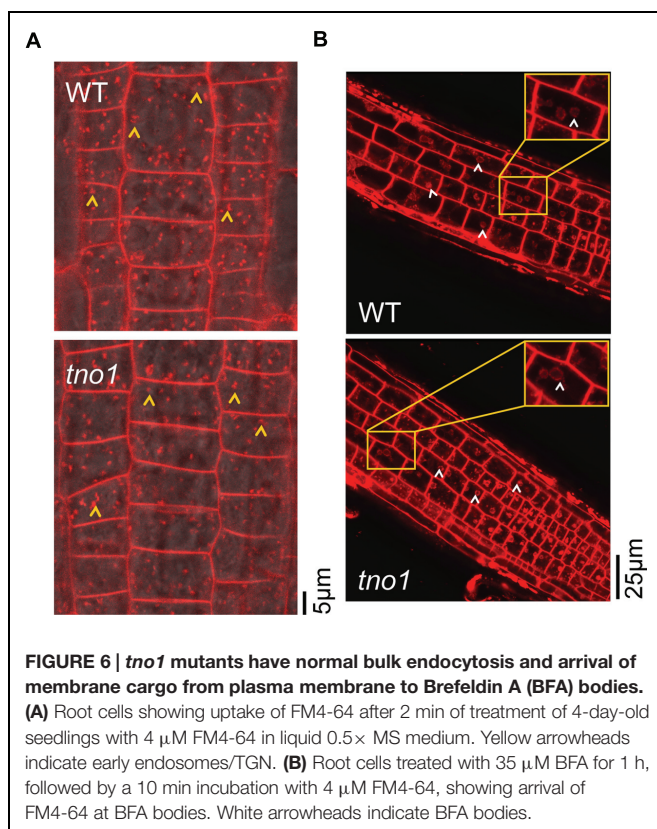 A
B
WT
WT
tno1
tno1
5μm
25μm
FIGURE 6 | tno1 mutants have normal bulk endocytosis and arrival of
membrane cargo from plasma membrane to Brefeldin A (BFA) bodies.
(A) Root cells showing uptake of FM4-64 after 2 min of treatment of 4-day-old
seedlings with 4 μM FM4-64 in liquid 0.5× MS medium. Yellow arrowheads
indicate early endosomes/TGN. (B) Root cells treated with 35 μM BFA for 1 h,
followed by a 10 min incubation with 4 μM FM4-64, showing arrival of
FM4-64 at BFA bodies. White arrowheads indicate BFA bodies.